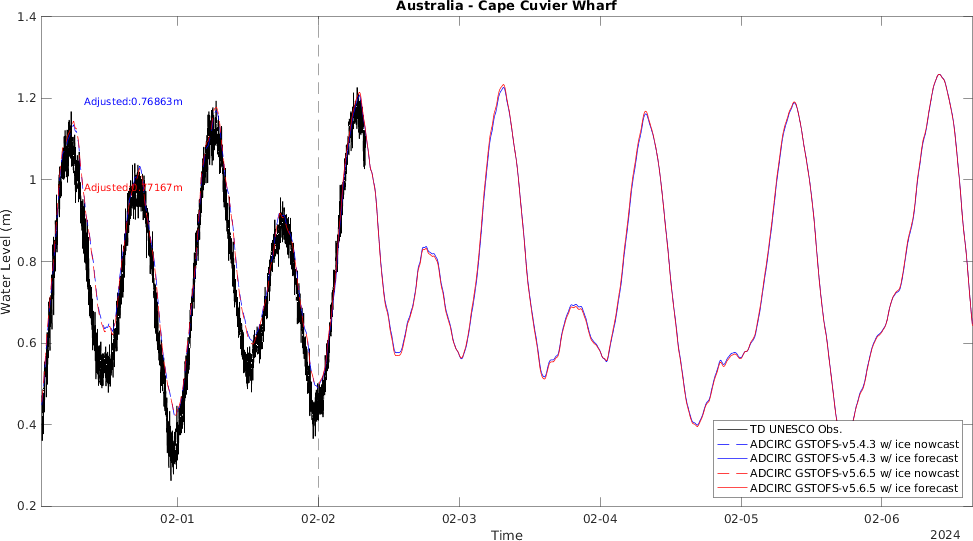 Australia - Cape Cuvier Wharf
1.4
1.2
1
0.8
0.6
0.4
0.2
Water Level (m)
Adjusted:0.76863m
Adjusted:0.77167m
TD UNESCO Obs.
ADCIRC GSTOFS-v5.4.3 w/ ice nowcast
ADCIRC GSTOFS-v5.4.3 w/ ice forecast
ADCIRC GSTOFS-v5.6.5 w/ ice nowcast
ADCIRC GSTOFS-v5.6.5 w/ ice forecast
02-01 02-02 02-03 02-04 02-05 02-06
Time
2024